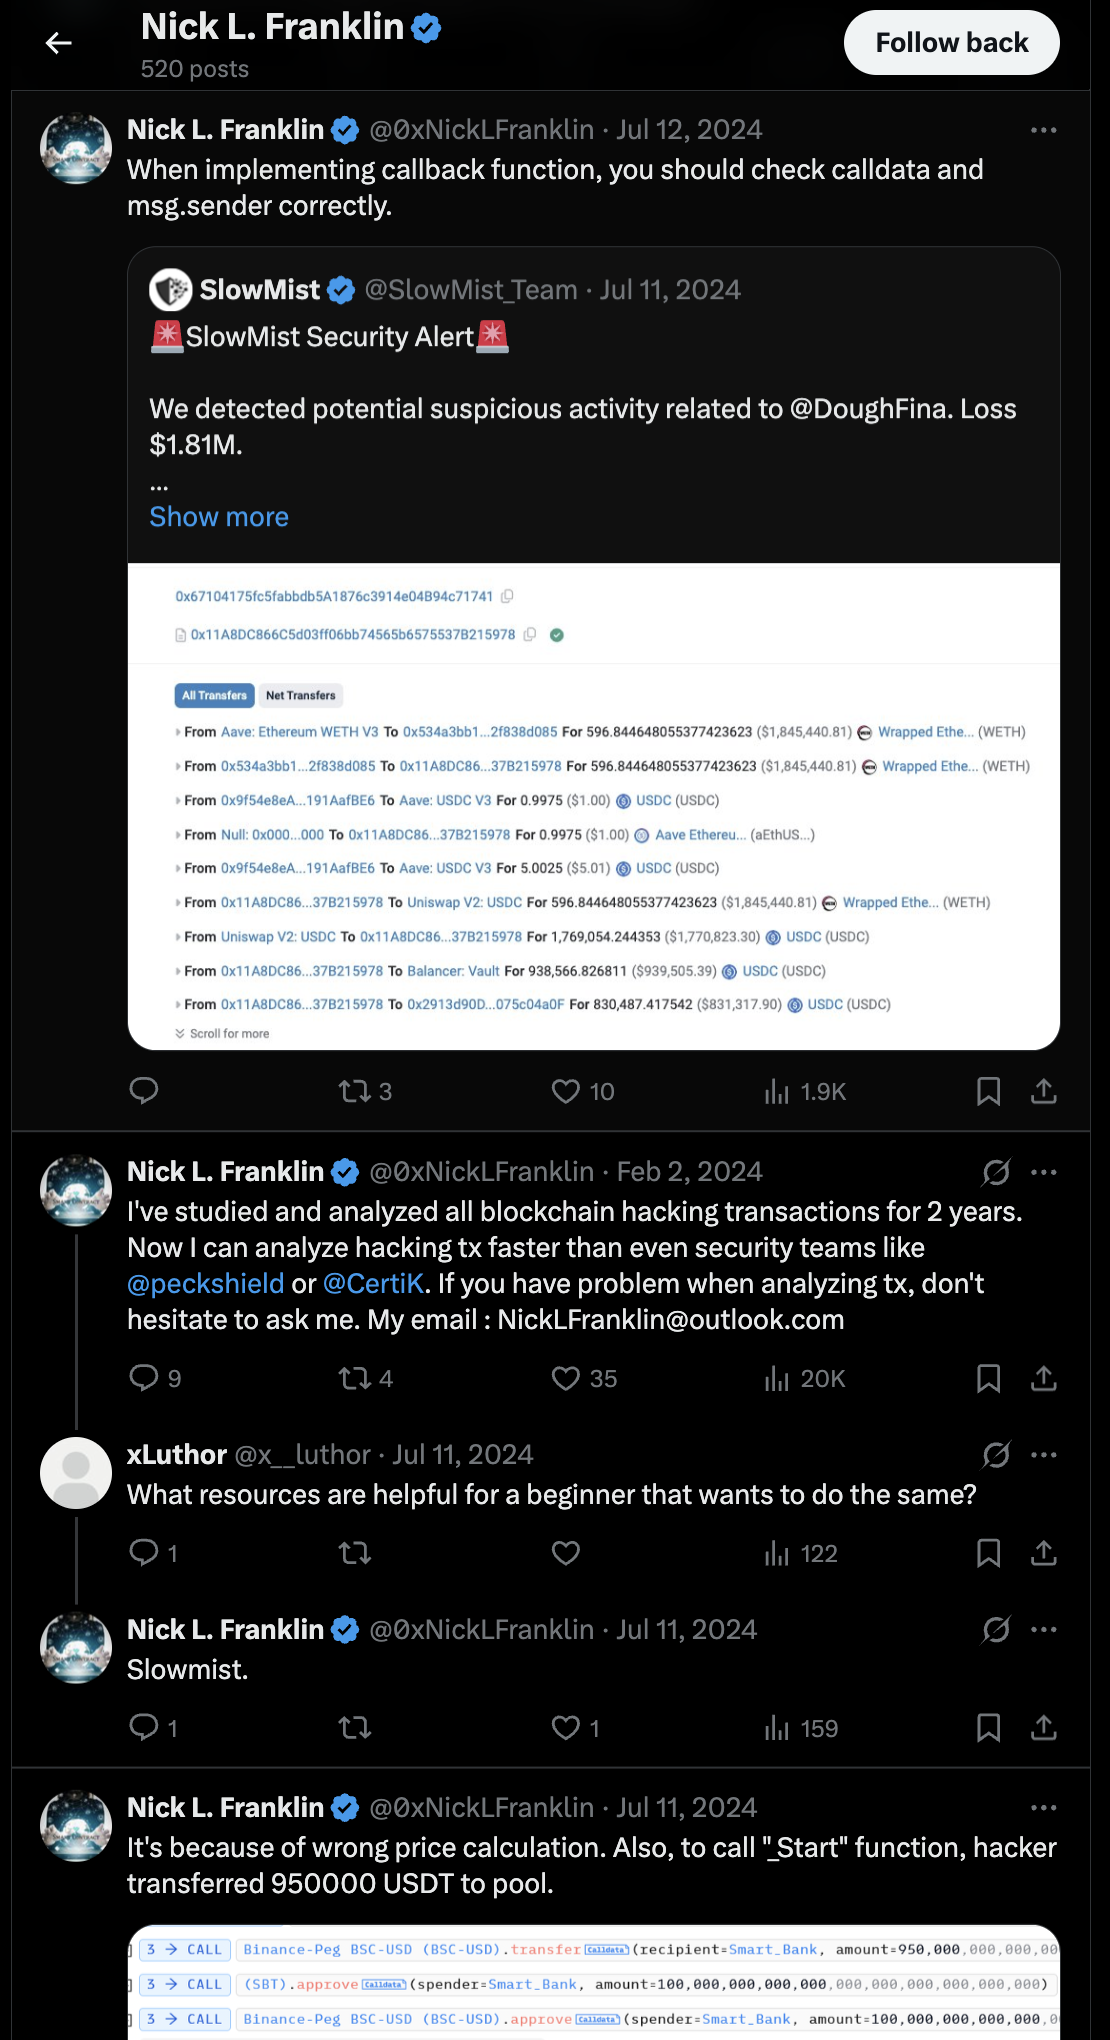 Nick L. Franklin
520 posts
Follow back
Nick L. Franklin @0xNickLFranklin · Jul 12, 2024
When implementing callback function, you should check calldata and
msg.sender correctly.
SlowMist @SlowMist_Team · Jul 11, 2024
🚨SlowMist Security Alert🚨
We detected potential suspicious activity related to @DoughFina. Loss
$1.81M.
...
Show more
0x67104175fc5fabbdb5A1876c3914e04B94c71741
0x11A8DC866C5d03ff06bb74565b6575537B215978
All Transfers Net Transfers
From Aave: Ethereum WETH V3 To 0x534a3bb1...2f838d085 For 596.844648055377423623 ($1,845,440.81) Wrapped Ethe... (WETH)
From 0x534a3bb1...2f838d085 To 0x11A8DC86...37B215978 For 596.844648055377423623 ($1,845,440.81) Wrapped Ethe... (WETH)
From 0x9f54e8eA...191AafBE6 To Aave: USDC V3 For 0.9975 ($1.00) USDC (USDC)
From Null: 0x000...000 To 0x11A8DC86...37B215978 For 0.9975 ($1.00) Aave Ethereu... (aEthUS...)
From 0x9f54e8eA...191AafBE6 To Aave: USDC V3 For 5.0025 ($5.01) USDC (USDC)
From 0x11A8DC86...37B215978 To Uniswap V2: USDC For 596.844648055377423623 ($1,845,440.81) Wrapped Ethe... (WETH)
From Uniswap V2: USDC To 0x11A8DC86...37B215978 For 1,769,054.244353 ($1,770,823.30) USDC (USDC)
From 0x11A8DC86...37B215978 To Balancer: Vault For 938,566.826811 ($939,505.39) USDC (USDC)
From 0x11A8DC86...37B215978 To 0x2913d90D...075c04a0F For 830,487.417542 ($831,317.90) USDC (USDC)
Scroll for more
3 10 1.9K
Nick L. Franklin @0xNickLFranklin · Feb 2, 2024
I've studied and analyzed all blockchain hacking transactions for 2 years.
Now I can analyze hacking tx faster than even security teams like
@peckshield or @CertiK. If you have problem when analyzing tx, don't
hesitate to ask me. My email : NickLFranklin@outlook.com
9 4 35 20K
xLuthor @x__luthor · Jul 11, 2024
What resources are helpful for a beginner that wants to do the same?
1 122
Nick L. Franklin @0xNickLFranklin · Jul 11, 2024
Slowmist.
1 1 159
Nick L. Franklin @0xNickLFranklin · Jul 11, 2024
It's because of wrong price calculation. Also, to call "_Start" function, hacker
transferred 950000 USDT to pool.
3 → CALL Binance-Peg BSC-USD (BSC-USD).transfer Calldata (recipient=Smart_Bank, amount=950,000,000,000,00
3 → CALL (SBT).approve Calldata (spender=Smart_Bank, amount=100,000,000,000,000,000,000,000,000,000,000)
3 → CALL Binance-Peg BSC-USD (BSC-USD).approve Calldata (spender=Smart_Bank, amount=100,000,000,000,000,0